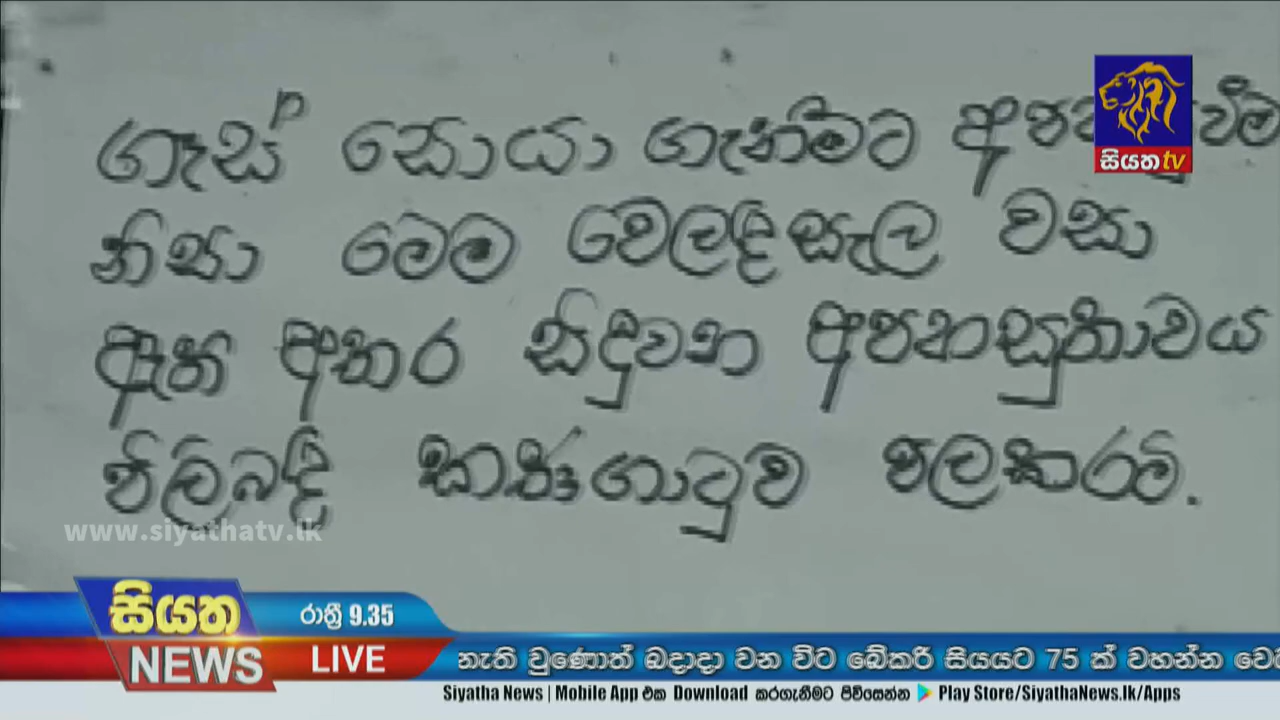 ගෑස් සොයා ගැනීමට
නිසා මෙම වෙලඳසැල වසා
ඇති අතර සිදුවන අපහසුතාවය
පිලිබඳ කණගාටුව පලකරමි.
සියත tv
www.siyathatv.lk
සියත
NEWS
රාත්‍රී 9.35
LIVE
නැති වුණොත් බදාදා වන විට බේකරි සියයට 75 ක් වහන්න
Siyatha News | Mobile App එක Download කරගැනීමට පිවිසෙන්න Play Store/SiyathaNews.lk/Apps